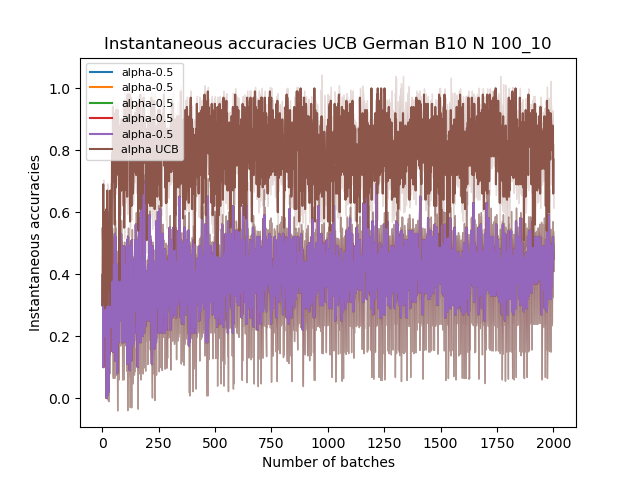 Instantaneous accuracies UCB German B10 N 100_10
alpha-0.5
alpha-0.5
alpha-0.5
alpha-0.5
alpha-0.5
alpha UCB
1.0
0.8
0.6
0.4
0.2
0.0
Instantaneous accuracies
0 250 500 750 1000 1250 1500 1750 2000
Number of batches